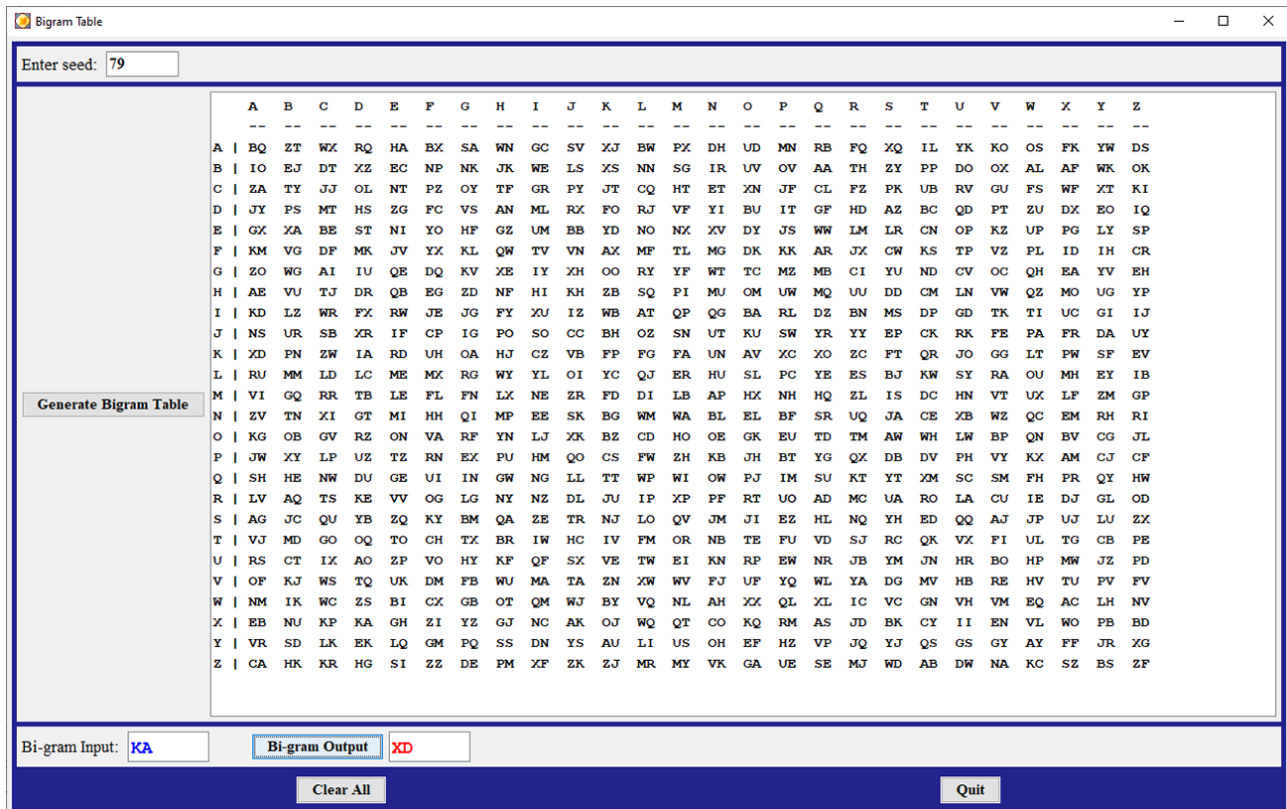 Bigram Table
Enter seed: 79
A B C D E F G H I J K L M N O P Q R S T U V W X Y Z
-- -- -- -- -- -- -- -- -- -- -- -- -- -- -- -- -- -- -- -- -- -- -- -- -- --
A | BQ ZT WX RQ HA BX SA WN GC SV XJ BW PX DH UD MN RB FQ XQ IL YK KO OS FK YW DS
B | IO EJ DT XZ EC NP NK JK WE LS XS NN SG IR UV OV AA TH ZY PP DO OX AL AF WK OK
C | ZA TY JJ OL NT PZ OY TF GR PY JT CQ HT ET XN JF CL FZ PK UB RV GU FS WF XT KI
D | JY PS MT HS ZG FC VS AN ML RX FO RJ VF YI BU IT GF HD AZ BC QD PT ZU DX EO IQ
E | GX XA BE ST NI YO HF GZ UM BB YD NO NX XV DY JS WW LM LR CN OP KZ UP PG LY SP
F | KM VG DF MK JV YX KL QW TV VN AX MF TL MG DK KK AR JX CW KS TP VZ PL ID IH CR
G | ZO WG AI IU QE DQ KV XE IY XH OO RY YF WT TC MZ MB CI YU ND CV OC QH EA YV EH
H | AE VU TJ DR QB EG ZD NF HI KH ZB SQ PI MU OM UW MQ UU DD CM LN VW QZ MO UG YP
I | KD LZ WR FX RW JE JG FY XU IZ WB AT QP QG BA RL DZ BN MS DP GD TK TI UC GI IJ
J | NS UR SB XR IF CP IG PO SO CC BH OZ SN UT KU SW YR YY EP CK RK FE PA FR DA UY
K | XD PN ZW IA RD UH OA HJ CZ VB FP FG FA UN AV XC XO ZC FT QR JO GG LT PW SF EV
L | RU MM LD LC ME MX RG WY YL OI YC QJ ER HU SL PC YE ES BJ KW SY RA OU MH EY IB
Generate Bigram Table
M | VI GQ RR TB LE FL FN LX NE ZR FD DI LB AP HX NH HQ ZL IS DC HN VT UX LF ZM GP
N | ZV TN XI GT MI HH QI MP EE SK BG WM WA BL EL BF SR UQ JA CE XB WZ QC EM RH RI
O | KG OB GV RZ ON VA RF YN LJ XK BZ CD HO OE GK EU TD TM AW WH LW BP QN BV CG JL
P | JW XY LP UZ TZ RN EX PU HM QO CS FW ZH KB JH BT YG QX DB DV PH VY KX AM CJ CF
Q | SH HE NW DU GE UI IN GW NG LL TT WP WI OW PJ IM SU KT YT XM SC SM FH PR QY HW
R | LV AQ TS KE VV OG LG NY NZ DL JU IP XP PF RT UO AD MC UA RO LA CU IE DJ GL OD
S | AG JC QU YB ZQ KY BM QA ZE TR NJ LO QV JM JI EZ HL NQ YH ED QQ AJ JP UJ LU ZX
T | VJ MD GO OQ TO CH TX BR IW HC IV FM OR NB TE FU VD SJ RC QK VX FI UL TG CB PE
U | RS CT IX AO ZP VO HY KF QF SX VE TW EI KN RP EW NR JB YM JN HR BO HP MW JZ PD
V | OF KJ WS TQ UK DM FB WU MA TA ZN XW WV FJ UF YQ WL YA DG MV HB RE HV TU PV FV
W | NM IK WC ZS BI CX GB OT QM WJ BY VQ NL AH XX QL XL IC VC GN VH VM EQ AC LH NV
X | EB NU KP KA GH ZI YZ GJ NC AK OJ WQ QT CO KQ RM AS JD BK CY II EN VL WO PB BD
Y | VR SD LK EK LQ GM PQ SS DN YS AU LI US OH EF HZ VP JQ YJ QS GS GY AY FF JR XG
Z | CA HK KR HG SI ZZ DE PM XF ZK ZJ MR MY VK GA UE SE MJ WD AB DW NA KC SZ BS ZF
Bi-gram Input: KA Bi-gram Output XD
Clear All Quit